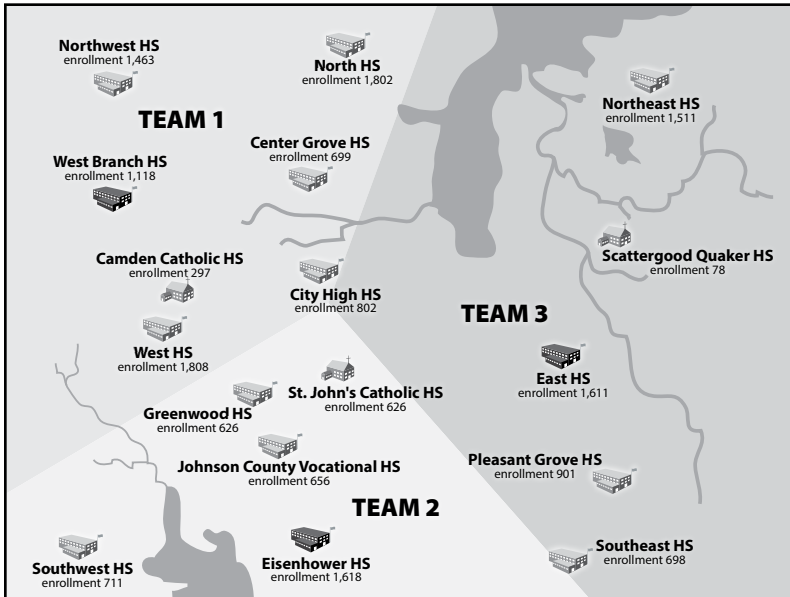 Northwest HS
enrollment 1,463
North HS
enrollment 1,802
Northeast HS
enrollment 1,511
TEAM 1
Center Grove HS
enrollment 699
West Branch HS
enrollment 1,118
Camden Catholic HS
enrollment 297
Scattergood Quaker HS
enrollment 78
City High HS
enrollment 802
TEAM 3
West HS
enrollment 1,808
East HS
enrollment 1,611
St. John's Catholic HS
enrollment 626
Greenwood HS
enrollment 626
Johnson County Vocational HS
enrollment 656
Pleasant Grove HS
enrollment 901
TEAM 2
Southwest HS
enrollment 711
Eisenhower HS
enrollment 1,618
Southeast HS
enrollment 698